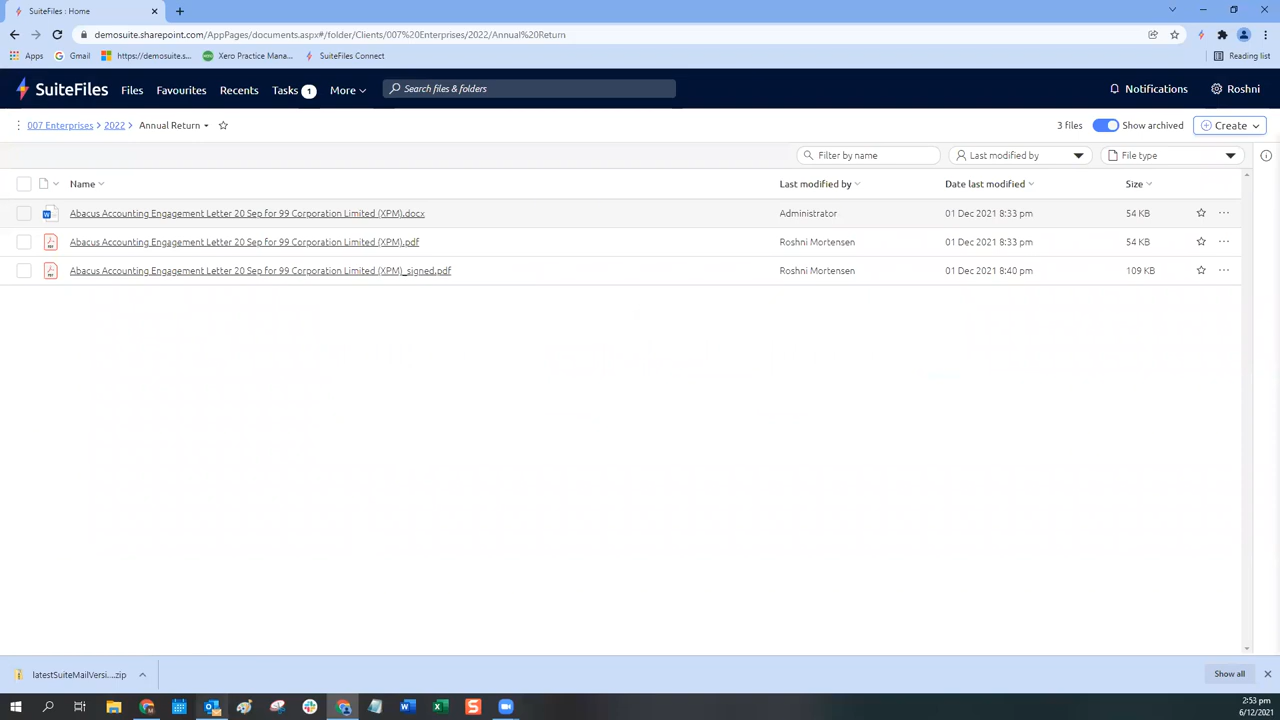 SuiteFiles : Home
demosuite.sharepoint.com/AppPages/documents.aspx#/folder/Clients/007%20Enterprises/2022/Annual%20Return
Apps Gmail https://demosuite.s... Xero Practice Mana... SuiteFiles Connect Reading list
SuiteFiles Files Favourites Recents Tasks 1 More Search files & folders Notifications Roshni
007 Enterprises > 2022 > Annual Return 3 files Show archived Create
Filter by name Last modified by File type
Name Last modified by Date last modified Size
Abacus Accounting Engagement Letter 20 Sep for 99 Corporation Limited (XPM).docx Administrator 01 Dec 2021 8:33 pm 54 KB
Abacus Accounting Engagement Letter 20 Sep for 99 Corporation Limited (XPM).pdf Roshni Mortensen 01 Dec 2021 8:33 pm 54 KB
Abacus Accounting Engagement Letter 20 Sep for 99 Corporation Limited (XPM)_signed.pdf Roshni Mortensen 01 Dec 2021 8:40 pm 109 KB
latestSuiteMailVersi....zip Show all
2:53 pm
6/12/2021